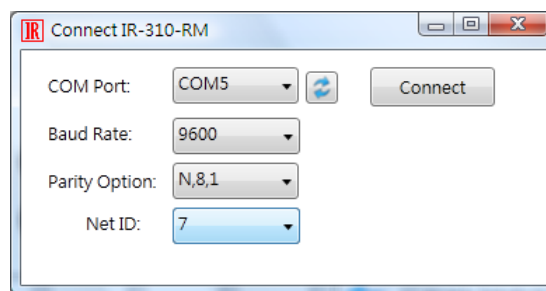 IR Connect IR-310-RM
COM Port: COM5 Connect
Baud Rate: 9600
Parity Option: N,8,1
Net ID: 7